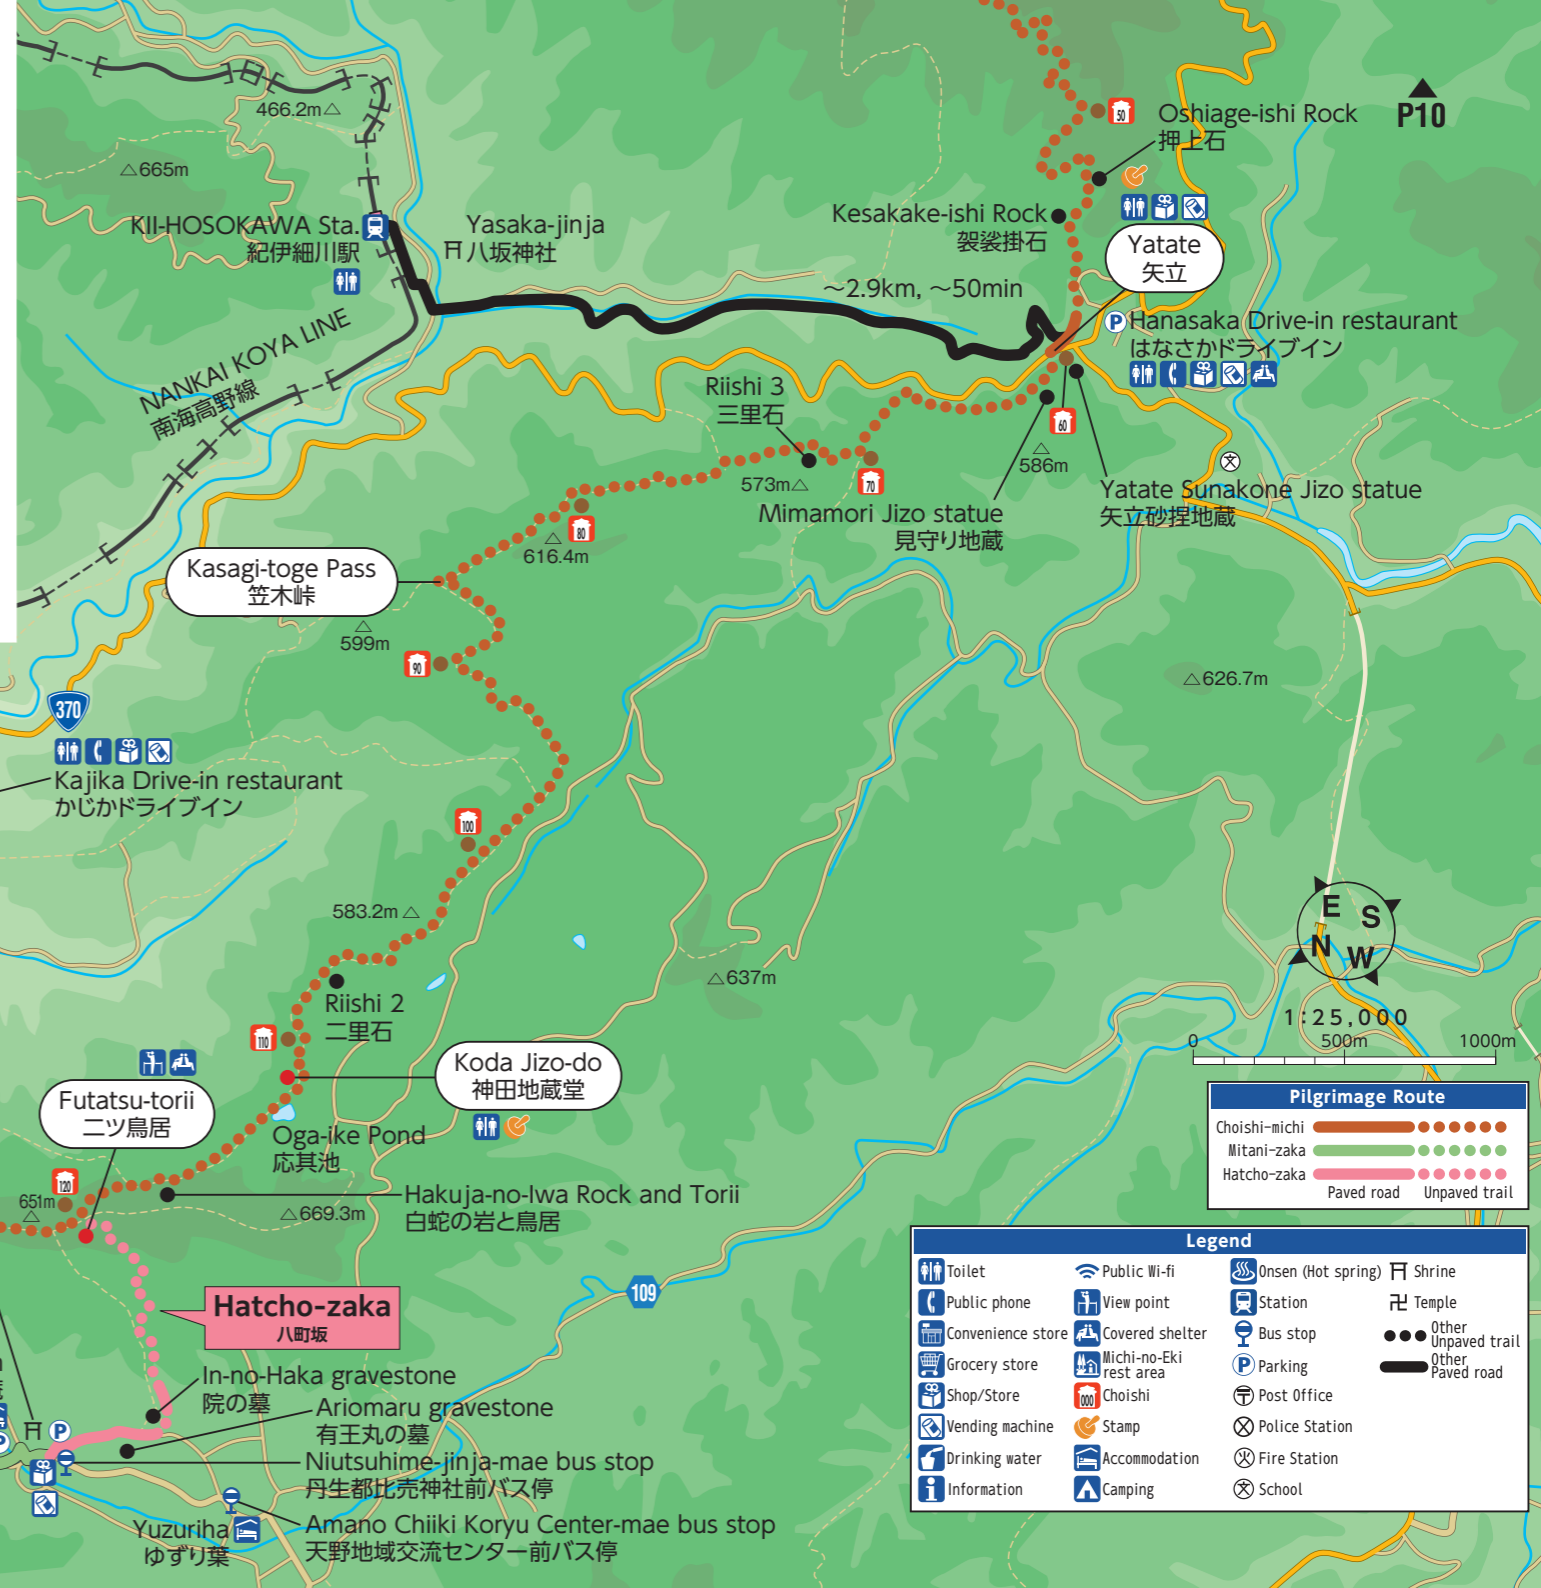 466.2m
665m
50
Oshiage-ishi Rock
押上石
P10
KII-HOSOKAWA Sta.
紀伊細川駅
Yasaka-jinja
八坂神社
Kesakake-ishi Rock
袈裟掛石
Yatate
矢立
～2.9km, ～50min
P
Hanasaka Drive-in restaurant
はなさかドライブイン
NANKAI KOYA LINE
南海高野線
Riishi 3
三里石
60
586m
573m
70
文
Yatate Sunakone Jizo statue
矢立砂捏地蔵
Mimamori Jizo statue
見守り地蔵
80
616.4m
Kasagi-toge Pass
笠木峠
599m
90
626.7m
370
Kajika Drive-in restaurant
かじかドライブイン
100
583.2m
637m
E
S
N
W
Riishi 2
二里石
110
1:25,000
0
500m
1000m
Koda Jizo-do
神田地蔵堂
Futatsu-torii
二ツ鳥居
Oga-ike Pond
応其池
Pilgrimage Route
Choishi-michi
Mitani-zaka
Hatcho-zaka
Paved road
Unpaved trail
120
651m
Hakuja-no-Iwa Rock and Torii
白蛇の岩と鳥居
669.3m
109
Hatcho-zaka
八町坂
In-no-Haka gravestone
院の墓
Ariomaru gravestone
有王丸の墓
P
P
Niutsuhime-jinja-mae bus stop
丹生都比売神社前バス停
Yuzuriha
ゆずり葉
Amano Chiiki Koryu Center-mae bus stop
天野地域交流センター前バス停
Legend
Toilet
Public phone
Convenience store
Grocery store
Shop/Store
Vending machine
Drinking water
Information
Public Wi-fi
View point
Covered shelter
Michi-no-Eki
rest area
000
Choishi
Stamp
Accommodation
Camping
Onsen (Hot spring)
Station
Bus stop
P
Parking
Post Office
Police Station
Fire Station
文
School
Shrine
Temple
Other
Unpaved trail
Other
Paved road